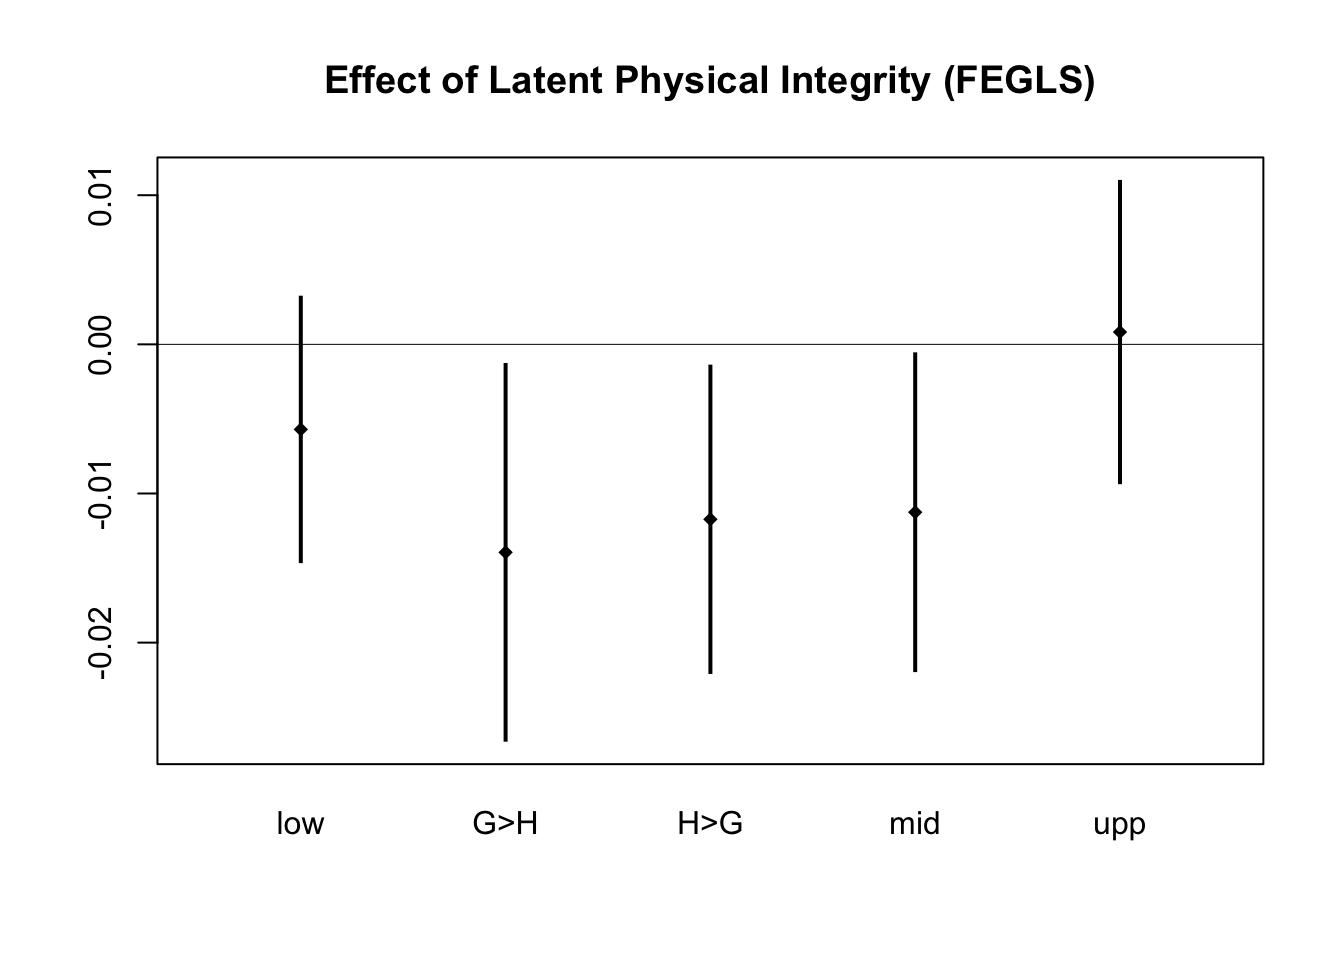 Effect of Latent Physical Integrity (FEGLS)
0.01
0.00
-0.01
-0.02
low G>H H>G mid upp